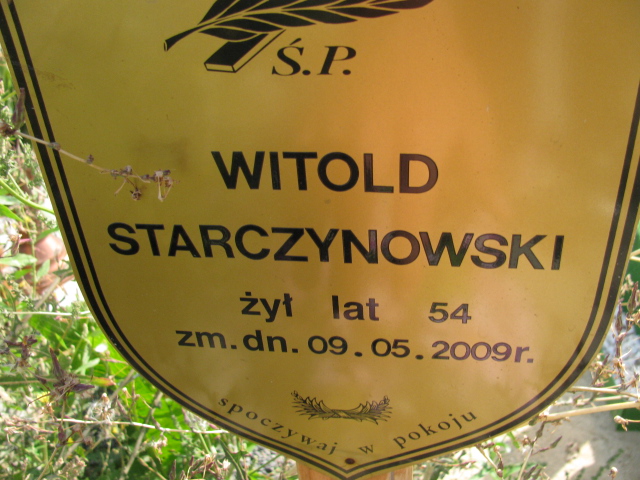 Ś.P.
WITOLD
STARCZYNOWSKI
żył lat 54
zm.dn. 09.05.2009r.
spoczywaj w pokoju